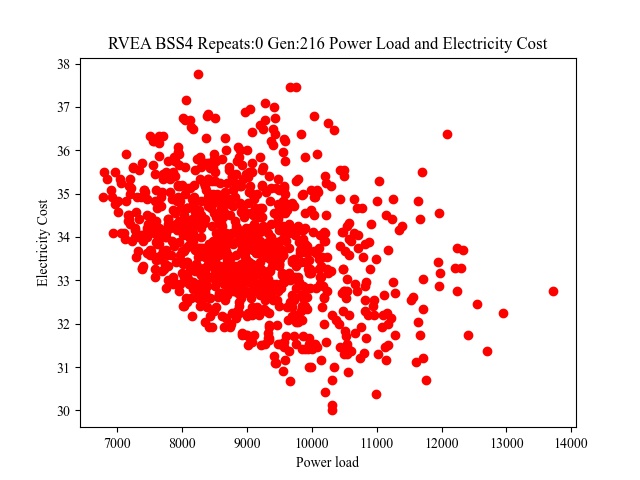 RVEA BSS4 Repeats:0 Gen:216 Power Load and Electricity Cost
38
37
36
35
34
33
32
31
30
Electricity Cost
7000 8000 9000 10000 11000 12000 13000 14000
Power load